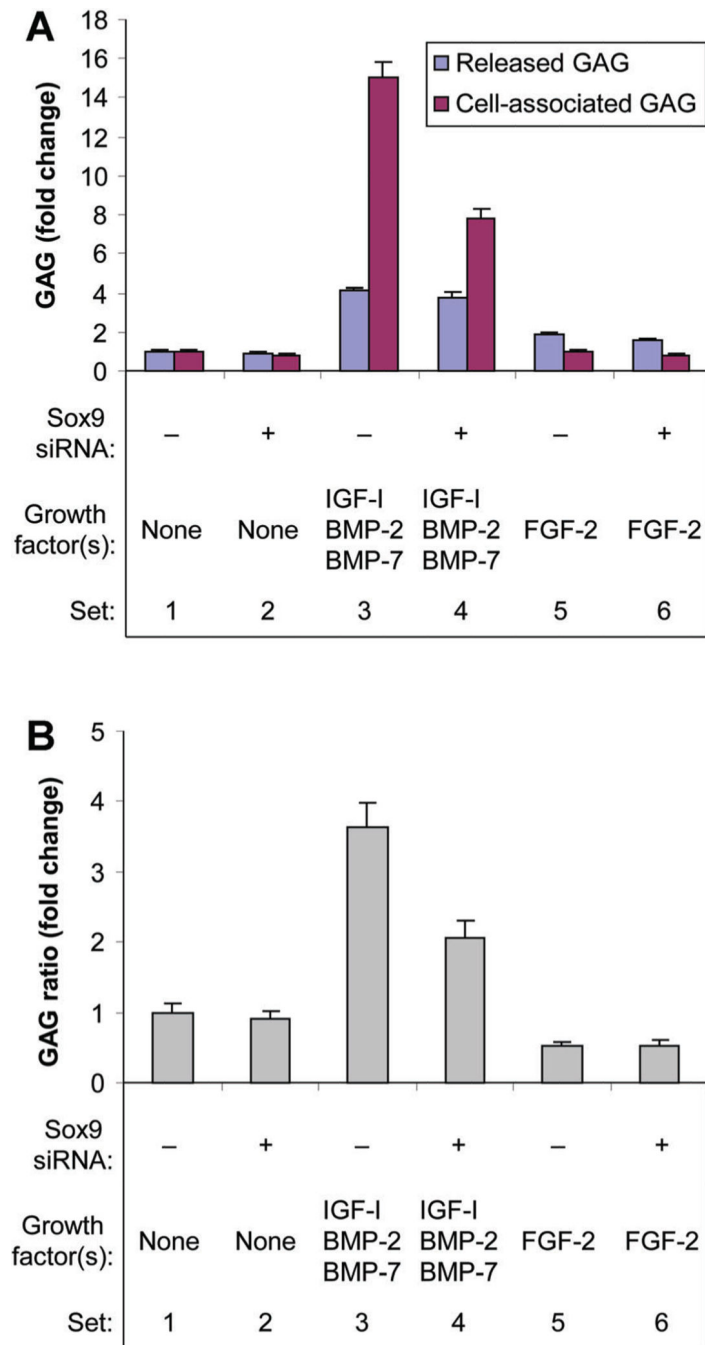 A
18
16
14
12
10
8
6
4
2
0
GAG (fold change)
Released GAG
Cell-associated GAG
Sox9
siRNA:
– + – + – +
Growth
factor(s):
None None IGF-I BMP-2 BMP-7 IGF-I BMP-2 BMP-7 FGF-2 FGF-2
Set: 1 2 3 4 5 6
B
5
4
3
2
1
0
GAG ratio (fold change)
Sox9
siRNA:
– + – + – +
Growth
factor(s):
None None IGF-I BMP-2 BMP-7 IGF-I BMP-2 BMP-7 FGF-2 FGF-2
Set: 1 2 3 4 5 6